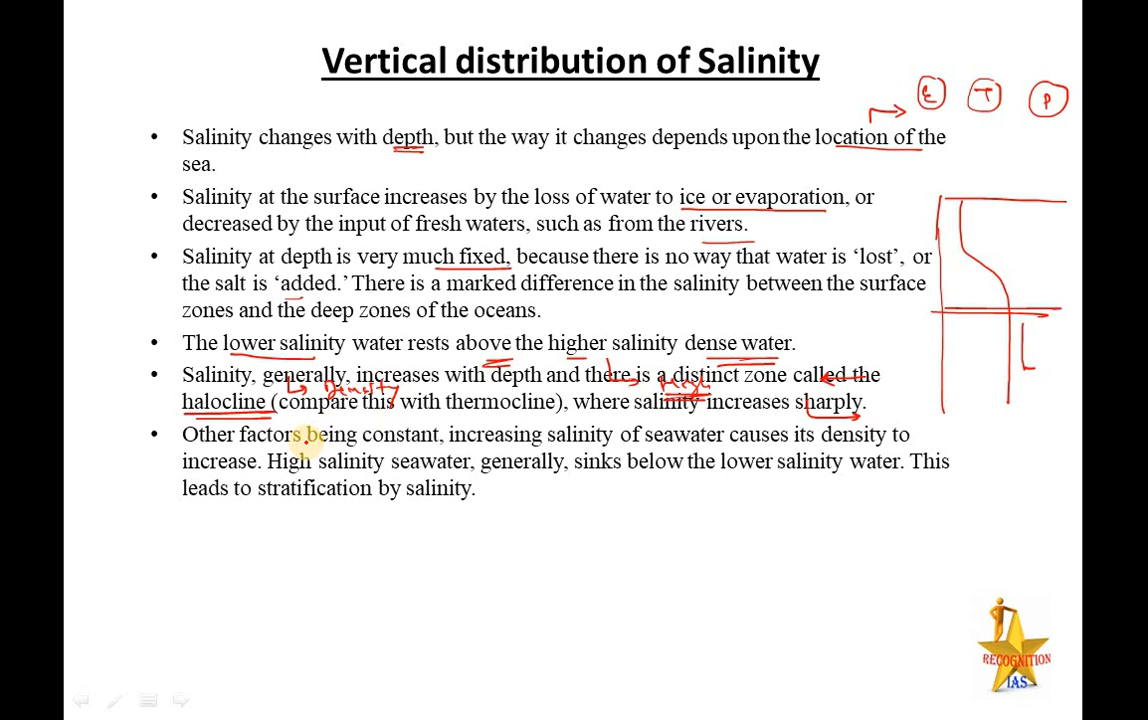 Vertical distribution of Salinity
E T P
• Salinity changes with depth, but the way it changes depends upon the location of the
sea.
• Salinity at the surface increases by the loss of water to ice or evaporation, or
decreased by the input of fresh waters, such as from the rivers.
• Salinity at depth is very much fixed, because there is no way that water is ‘lost’, or
the salt is ‘added.’ There is a marked difference in the salinity between the surface
zones and the deep zones of the oceans.
• The lower salinity water rests above the higher salinity dense water.
• Salinity, generally, increases with depth and there is a distinct zone called the
Density High
halocline (compare this with thermocline), where salinity increases sharply.
• Other factors being constant, increasing salinity of seawater causes its density to
increase. High salinity seawater, generally, sinks below the lower salinity water. This
leads to stratification by salinity.
RECOGNITION
IAS